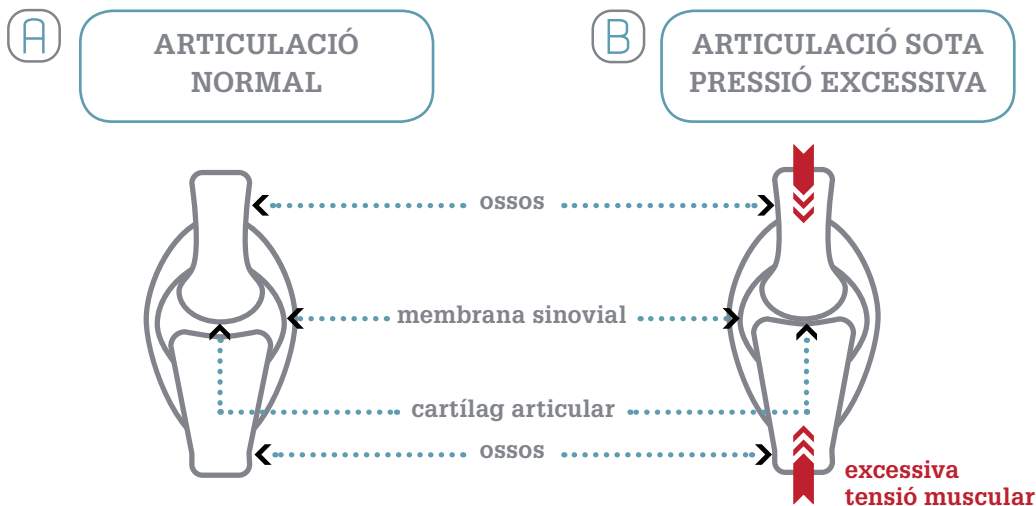 A
ARTICULACIÓ
NORMAL
B
ARTICULACIÓ SOTA
PRESSIÓ EXCESSIVA
ossos
membrana sinovial
cartílag articular
ossos
excessiva
tensió muscular